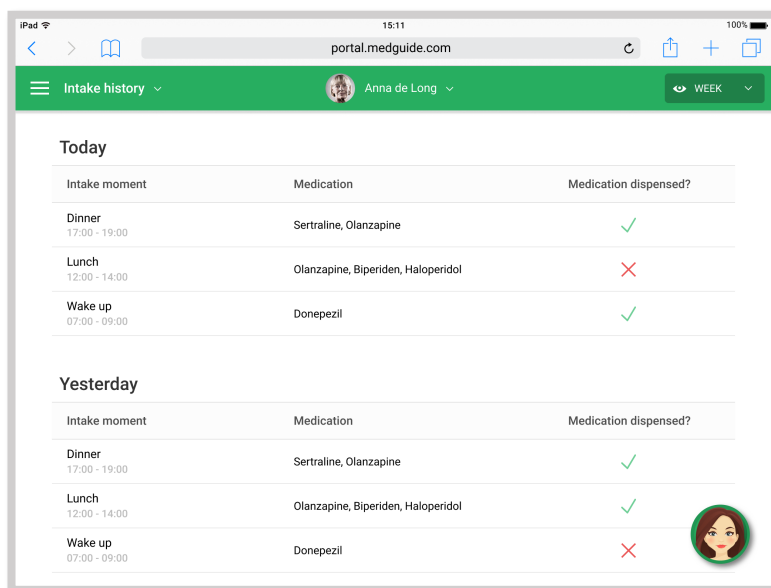 iPad 15:11 100%
portal.medguide.com
Intake history Anna de Long WEEK
Today
Intake moment Medication Medication dispensed?
Dinner
17:00 - 19:00
Sertraline, Olanzapine
Lunch
12:00 - 14:00
Olanzapine, Biperiden, Haloperidol
Wake up
07:00 - 09:00
Donepezil
Yesterday
Intake moment Medication Medication dispensed?
Dinner
17:00 - 19:00
Sertraline, Olanzapine
Lunch
12:00 - 14:00
Olanzapine, Biperiden, Haloperidol
Wake up
07:00 - 09:00
Donepezil